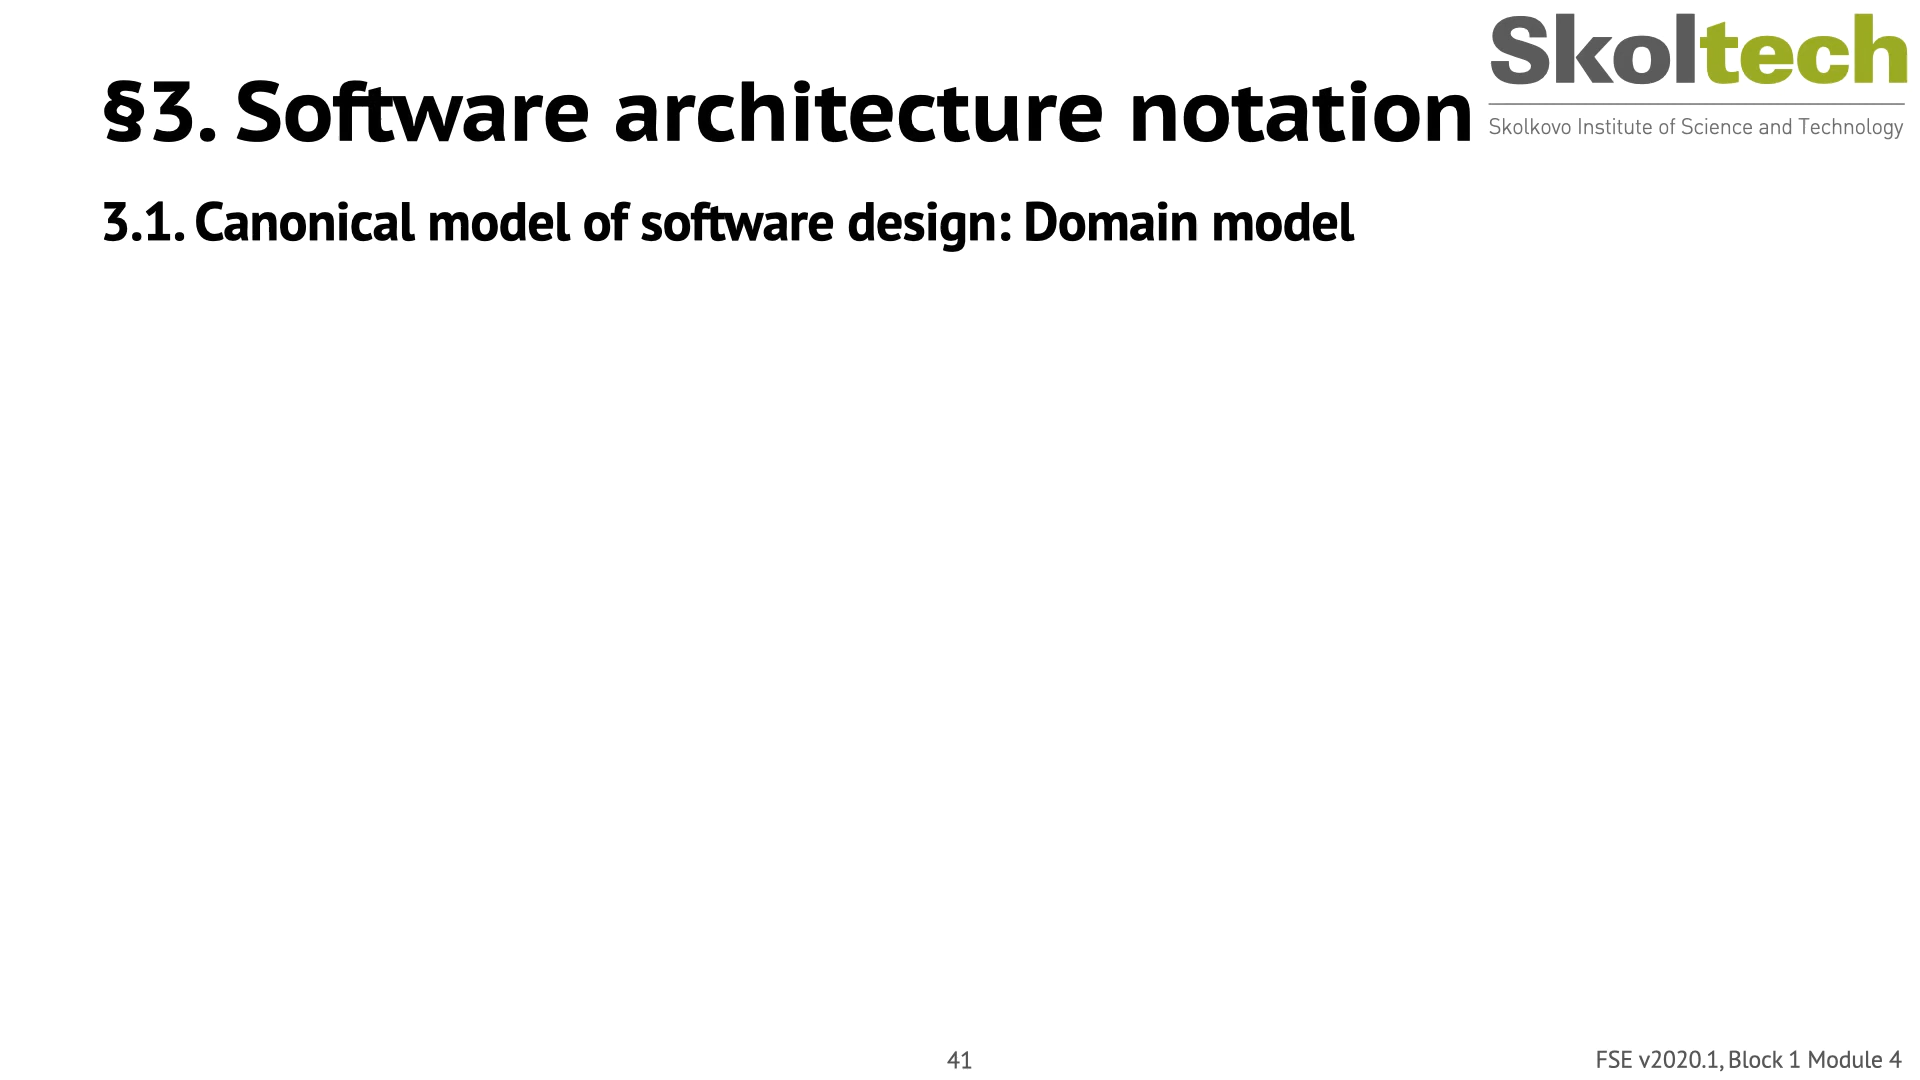 Skoltech
Skolkovo Institute of Science and Technology
§3. Software architecture notation
3.1. Canonical model of software design: Domain model
41
FSE v2020.1, Block 1 Module 4